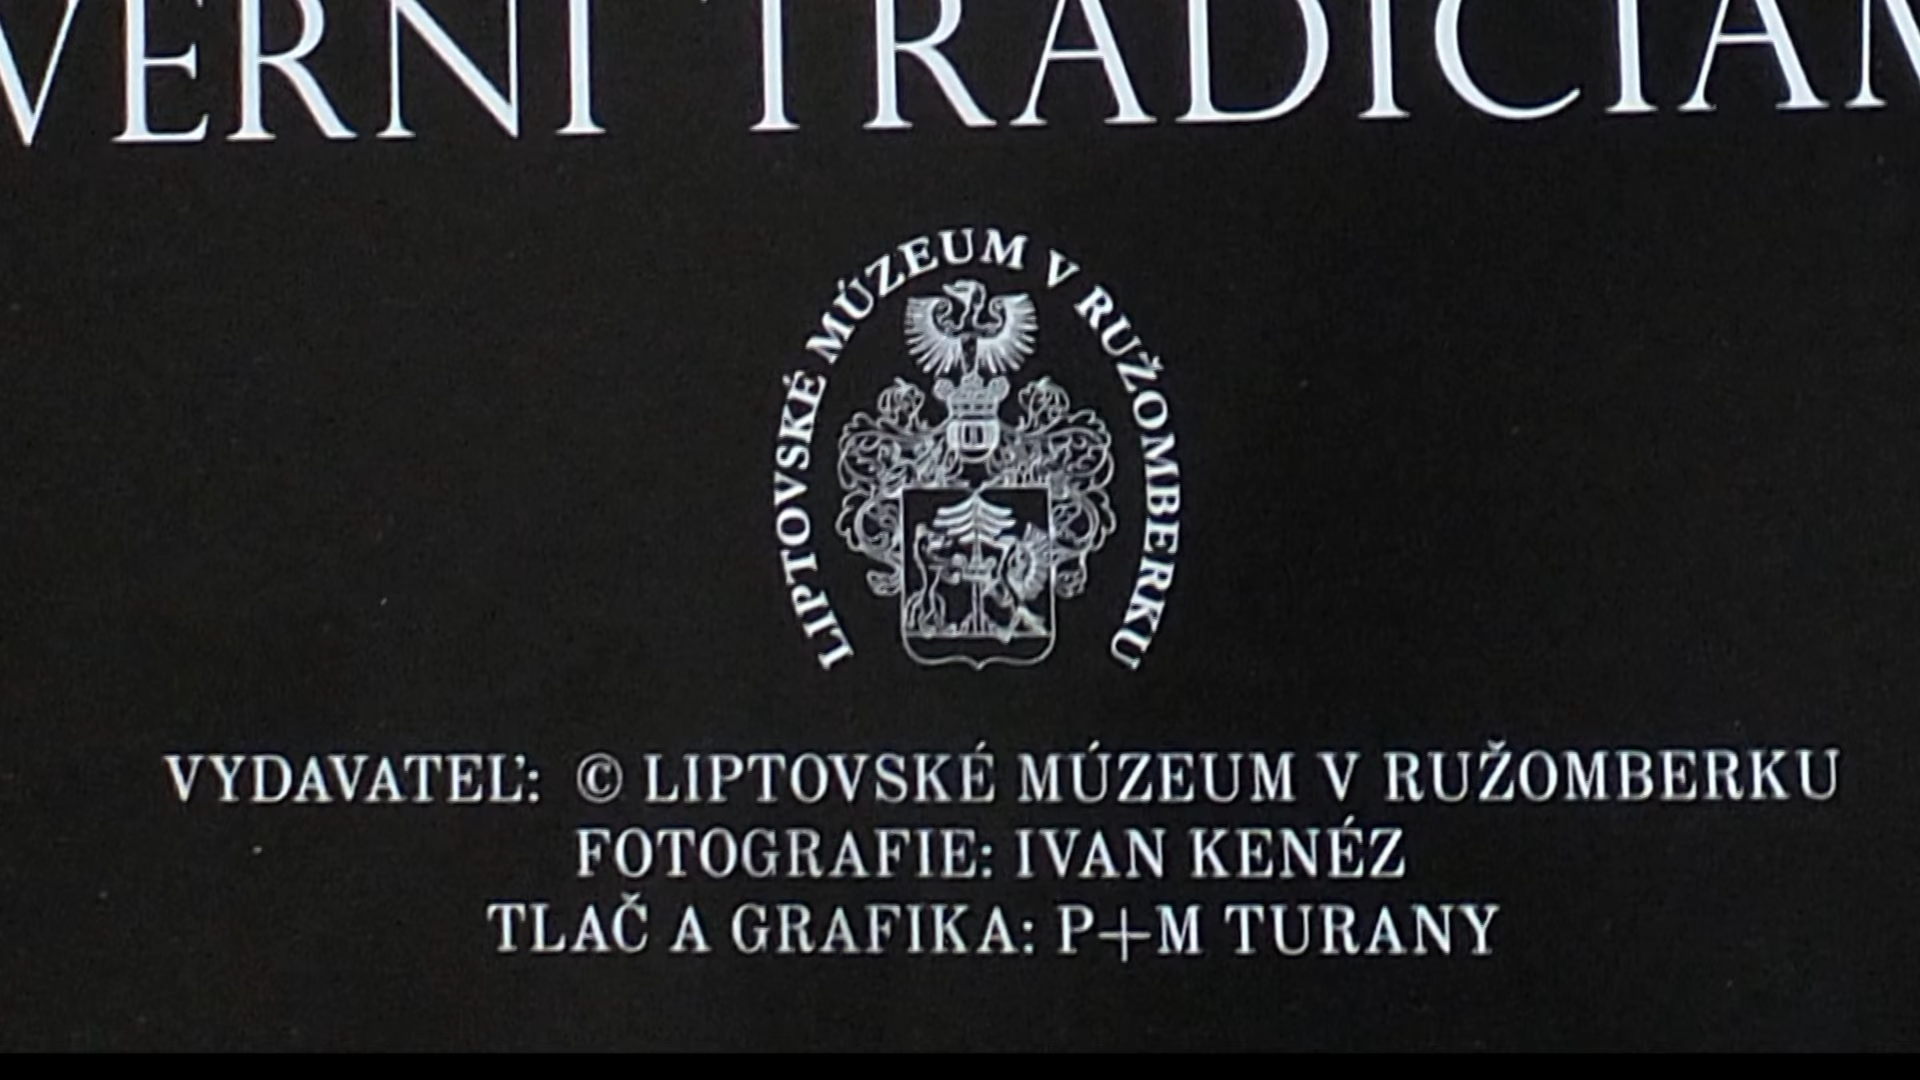 VERNÍ TRADÍCIÁM
LIPTOVSKÉ MÚZEUM V RUŽOMBERKU
VYDAVATEĽ: © LIPTOVSKÉ MÚZEUM V RUŽOMBERKU
FOTOGRAFIE: IVAN KENÉZ
TLAČ A GRAFIKA: P+M TURANY